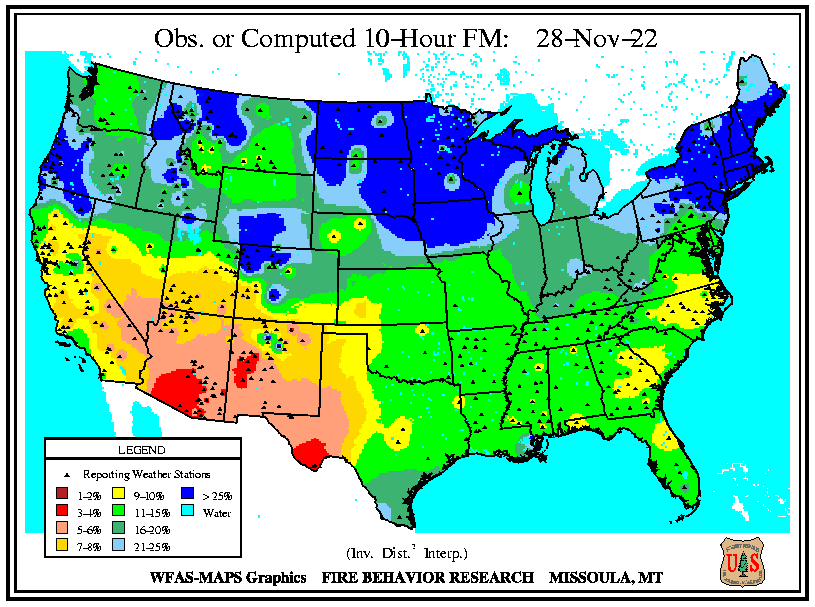 Obs. or Computed 10-Hour FM: 28-Nov-22
LEGEND
Reporting Weather Stations
1-2% 9-10% > 25%
3-4% 11-15% Water
5-6% 16-20%
7-8% 21-25%
(Inv. Dist.² Interp.)
WFAS-MAPS Graphics FIRE BEHAVIOR RESEARCH MISSOULA, MT
U S